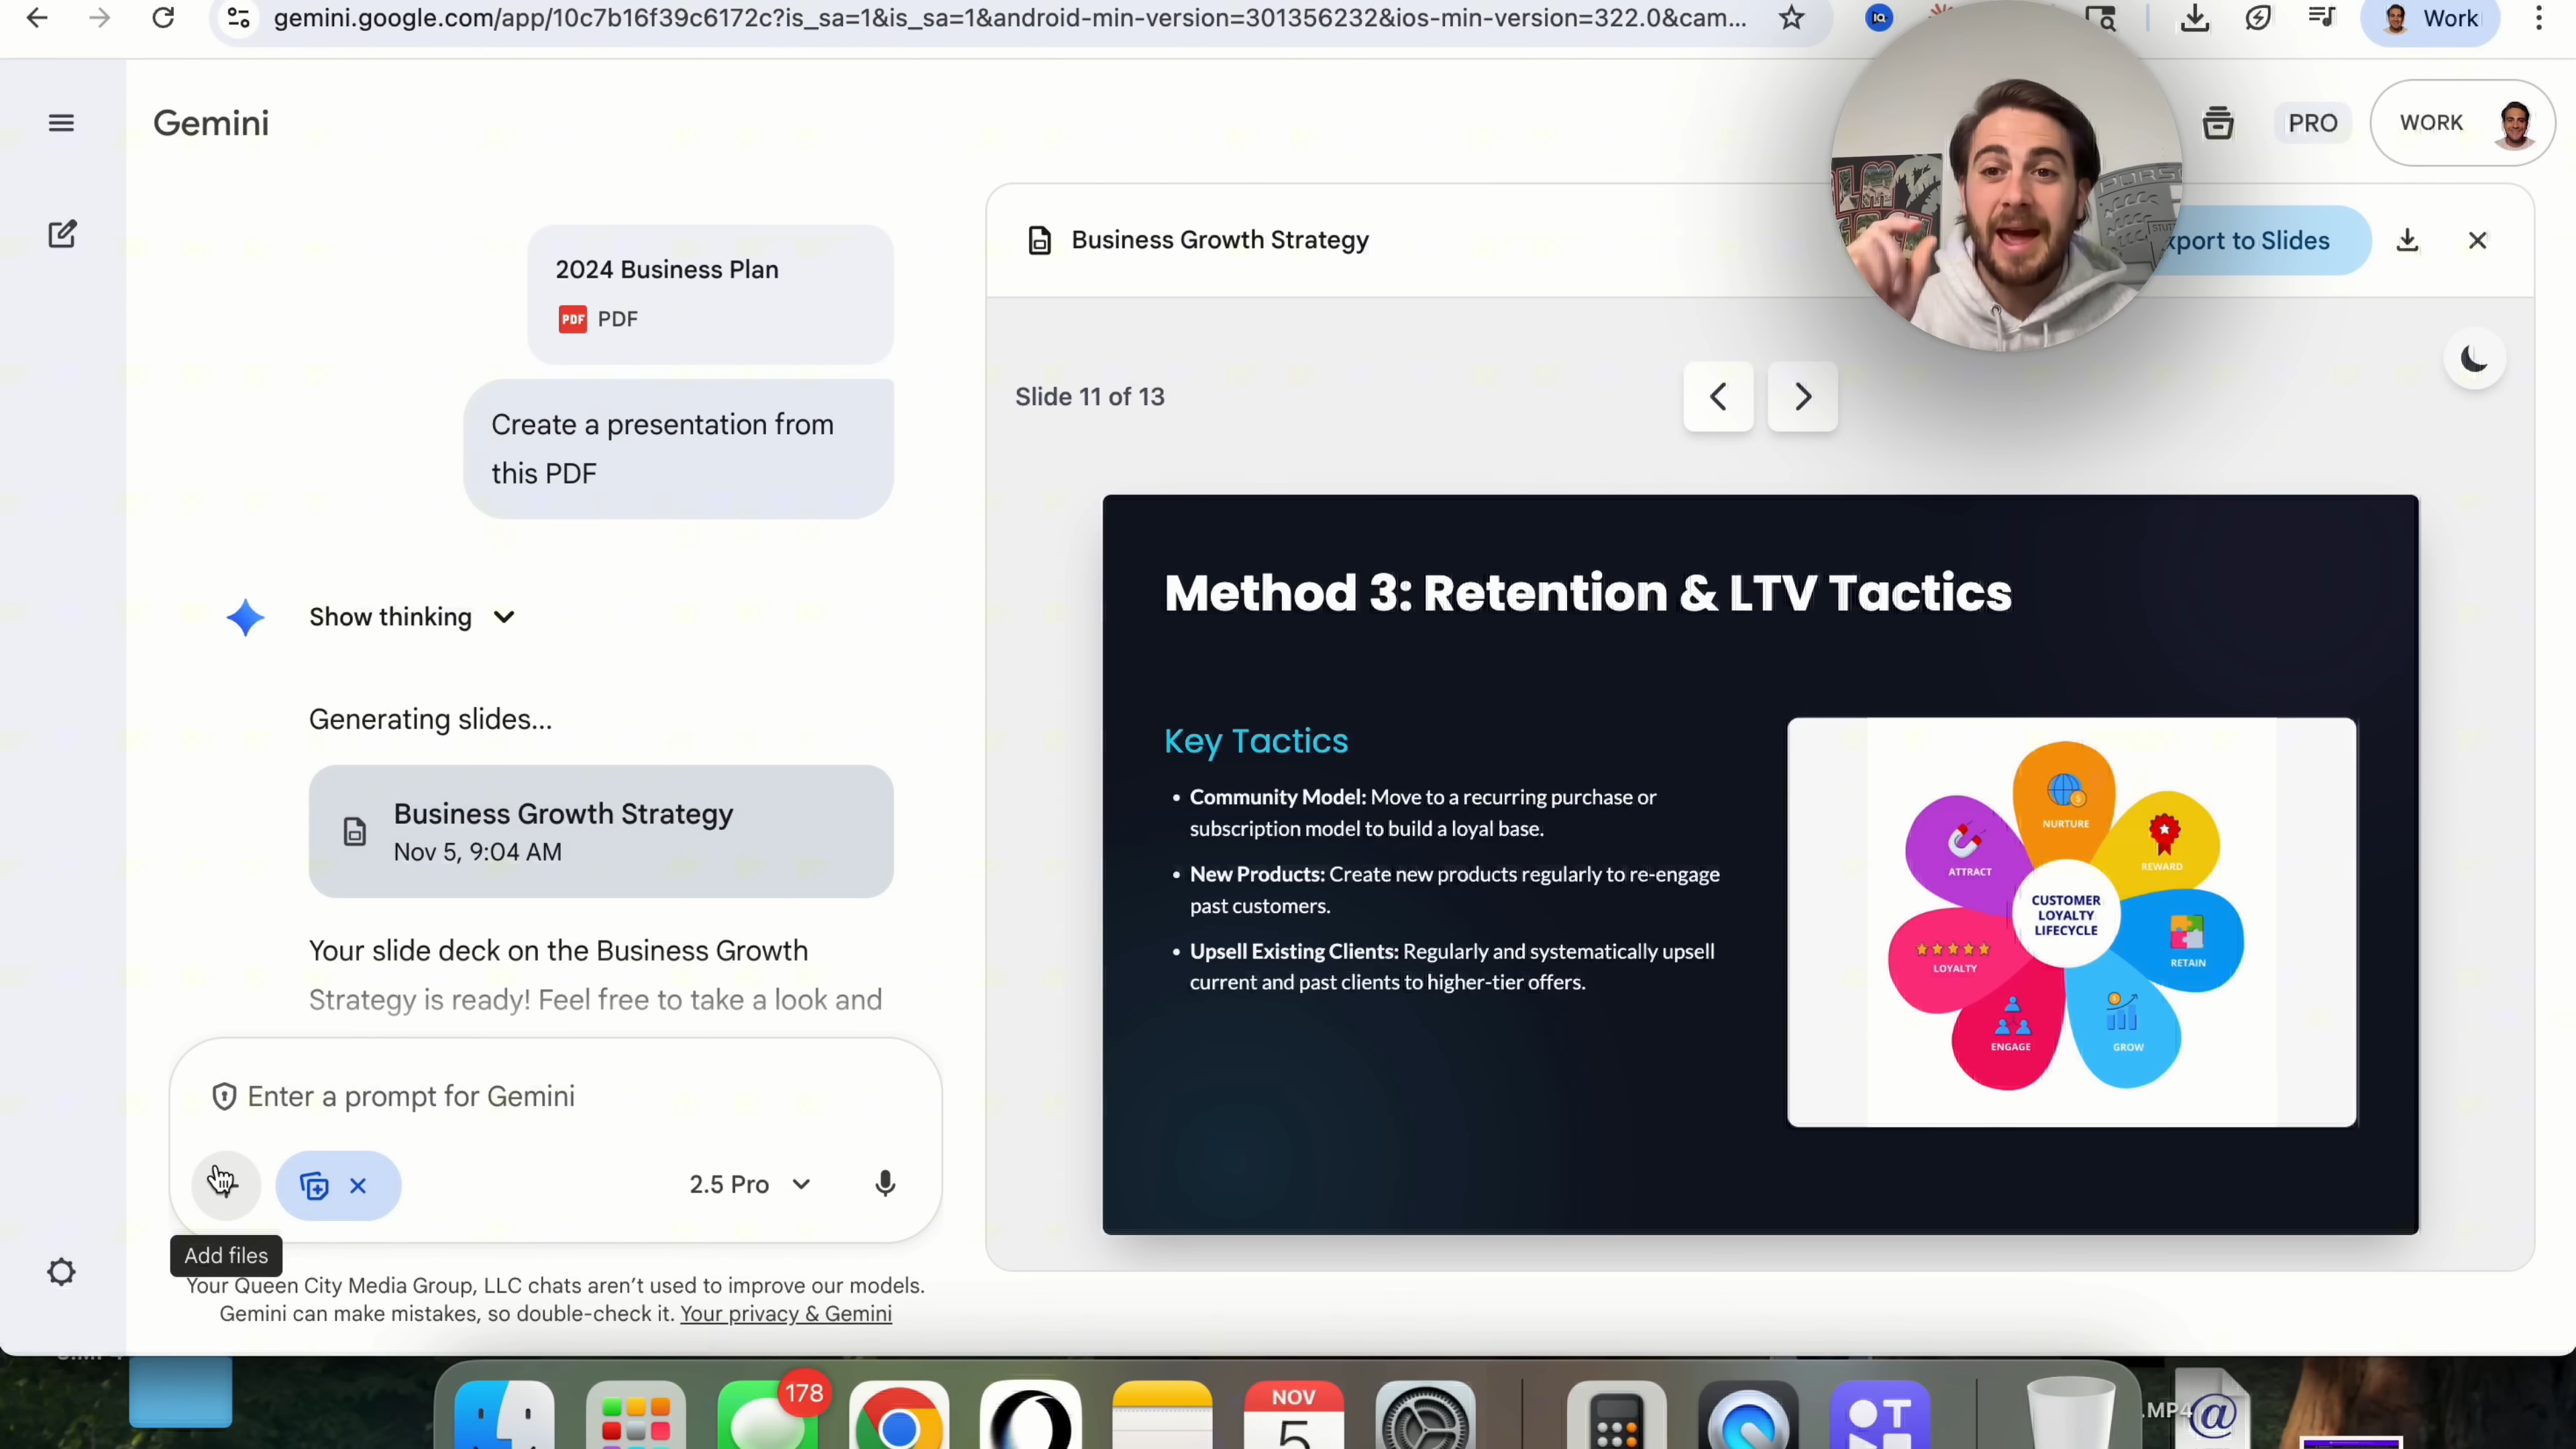 gemini.google.com/app/10c7b16f39c6172c?is_sa=1&is_sa=1&android-min-version=301356232&ios-min-version=322.0&cam...
IQ
Work
Gemini
PRO
WORK
2024 Business Plan
PDF PDF
Create a presentation from
this PDF
Show thinking
Generating slides...
Business Growth Strategy
Nov 5, 9:04 AM
Your slide deck on the Business Growth
Strategy is ready! Feel free to take a look and
Enter a prompt for Gemini
2.5 Pro
Add files
Your Queen City Media Group, LLC chats aren't used to improve our models.
Gemini can make mistakes, so double-check it. Your privacy & Gemini
Business Growth Strategy
xport to Slides
Slide 11 of 13
Method 3: Retention & LTV Tactics
Key Tactics
• Community Model: Move to a recurring purchase or
subscription model to build a loyal base.
• New Products: Create new products regularly to re-engage
past customers.
• Upsell Existing Clients: Regularly and systematically upsell
current and past clients to higher-tier offers.
NURTURE
REWARD
ATTRACT
CUSTOMER
LOYALTY
LIFECYCLE
RETAIN
LOYALTY
GROW
ENGAGE
178
NOV
5
T
.MP4
@